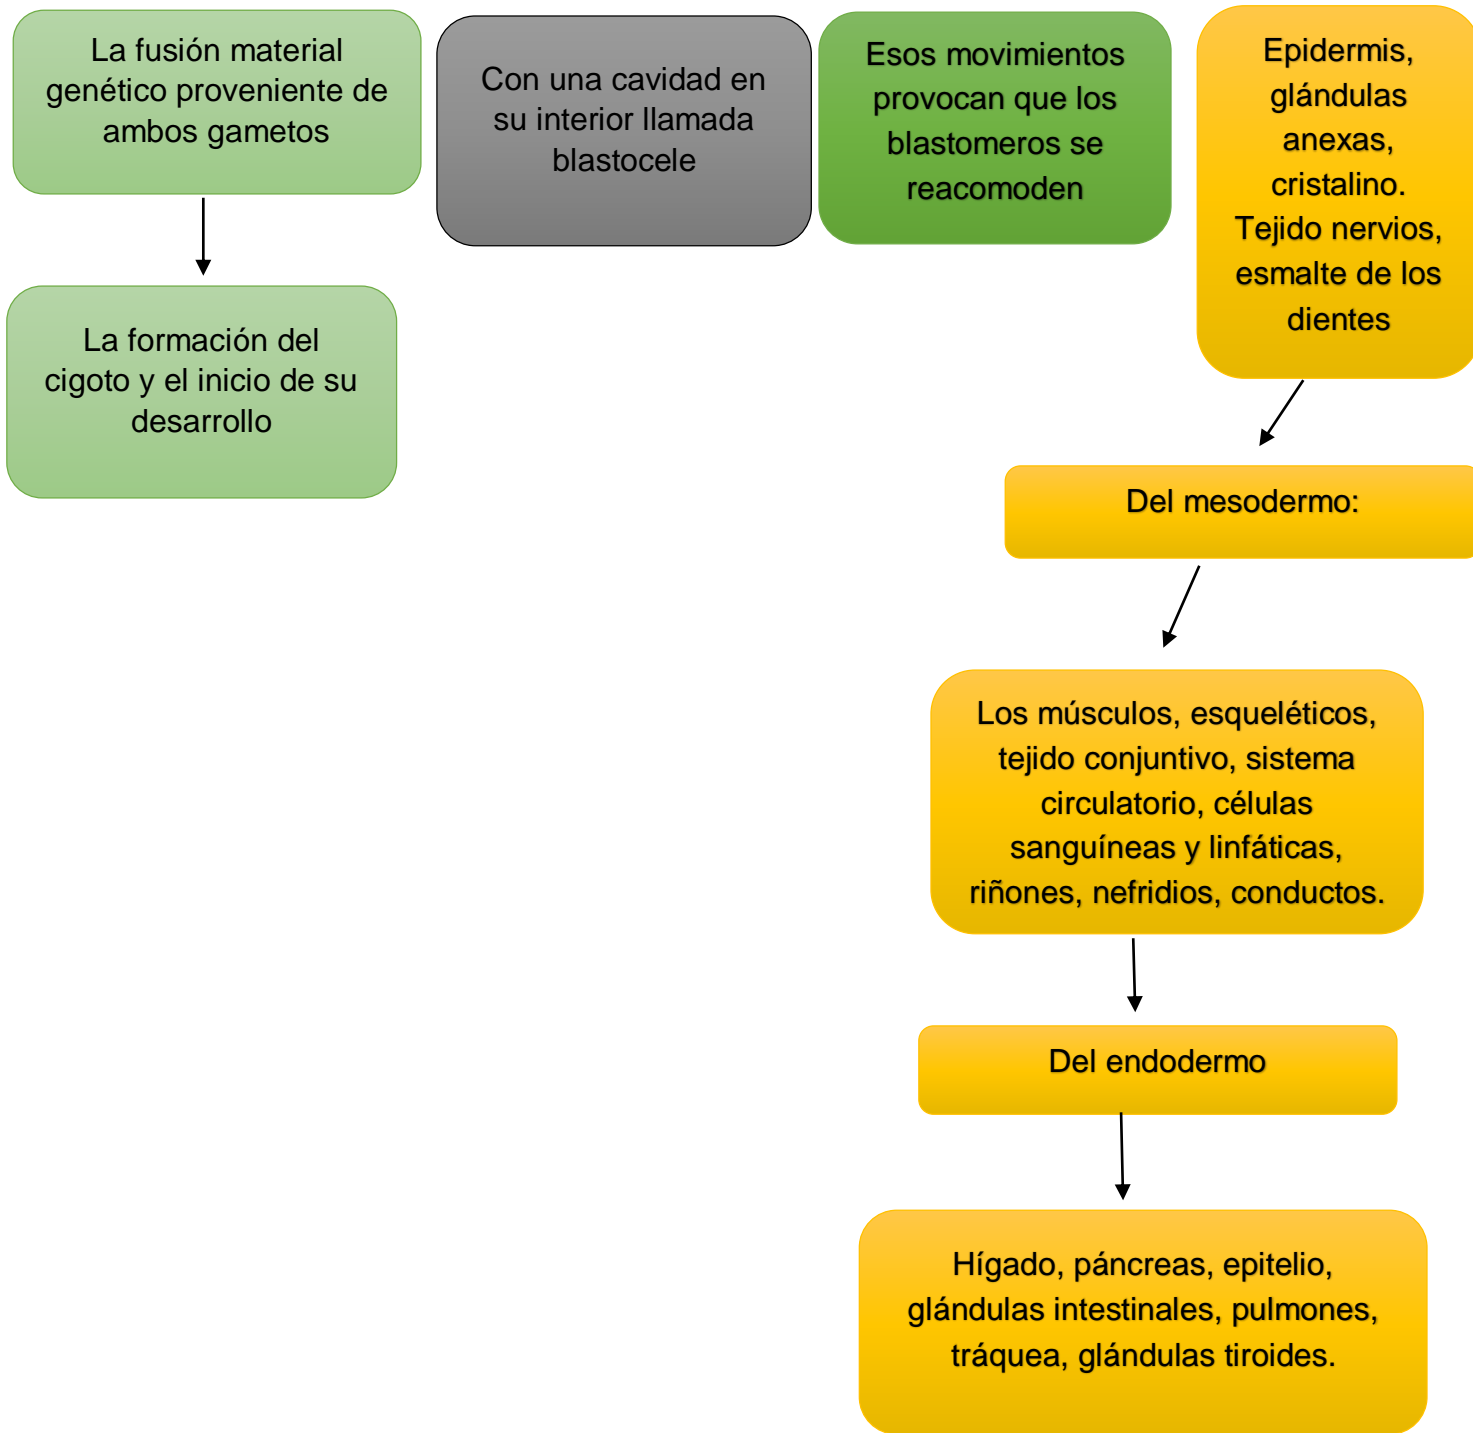 La fusión material
genético proveniente de
ambos gametos
La formación del
cigoto y el inicio de su
desarrollo
Con una cavidad en
su interior llamada
blastocele
Esos movimientos
provocan que los
blastomeros se
reacomoden
Epidermis,
glándulas
anexas,
cristalino.
Tejido nervios,
esmalte de los
dientes
Del mesodermo:
Los músculos, esqueléticos,
tejido conjuntivo, sistema
circulatorio, células
sanguíneas y linfáticas,
riñones, nefridios, conductos.
Del endodermo
Hígado, páncreas, epitelio,
glándulas intestinales, pulmones,
tráquea, glándulas tiroides.